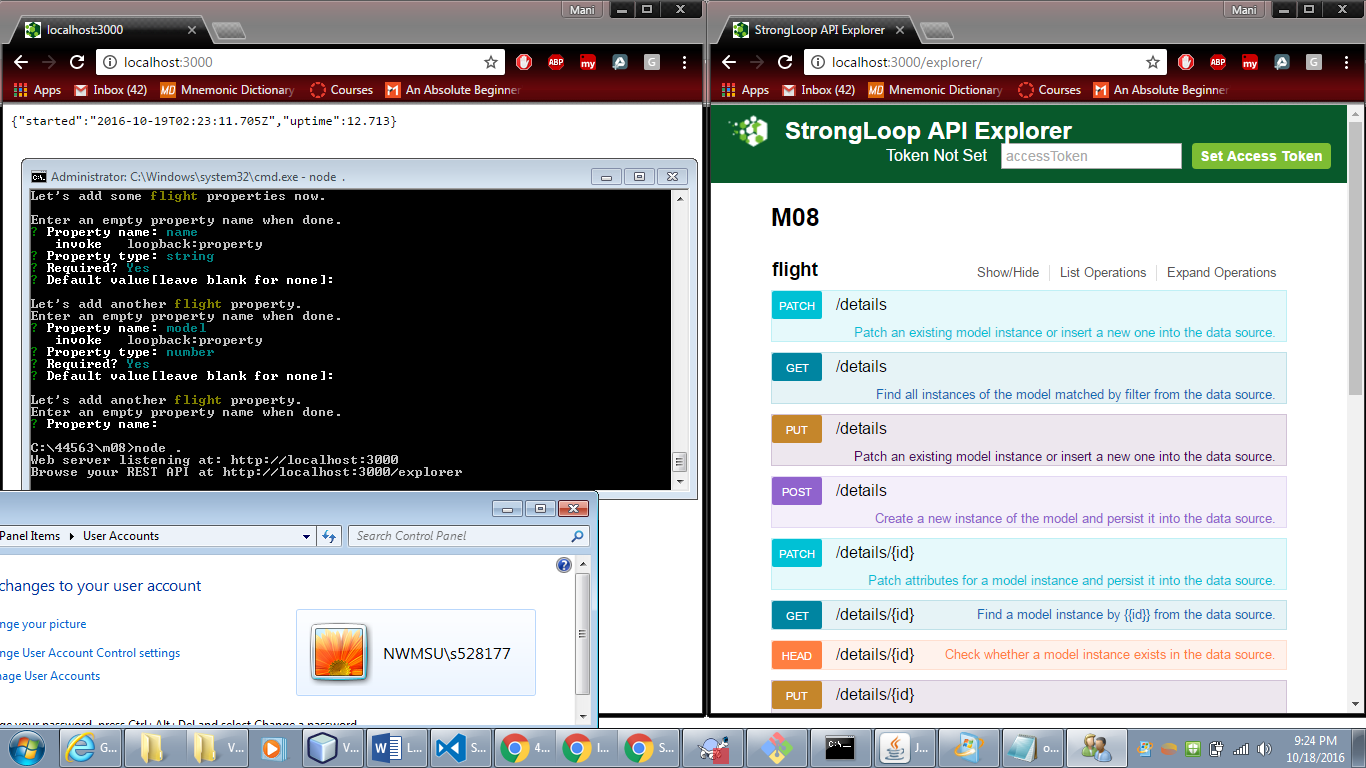 Mani
localhost:3000
localhost:3000
ABP
my
G
Apps
Inbox (42)
MD Mnemonic Dictionary
Courses
An Absolute Beginner
{"started":"2016-10-19T02:23:11.705Z","uptime":12.713}
Administrator: C:\Windows\system32\cmd.exe - node .
Let's add some flight properties now.
Enter an empty property name when done.
? Property name: name
invoke loopback:property
? Property type: string
? Required? Yes
? Default value[leave blank for none]:
Let's add another flight property.
Enter an empty property name when done.
? Property name: model
invoke loopback:property
? Property type: number
? Required? Yes
? Default value[leave blank for none]:
Let's add another flight property.
Enter an empty property name when done.
? Property name:
C:\44563\m08>node .
Web server listening at: http://localhost:3000
Browse your REST API at http://localhost:3000/explorer
Panel Items
User Accounts
Search Control Panel
changes to your user account
nge your picture
nge User Account Control settings
nage User Accounts
NWMSU\s528177
ge your password, press Ctrl+Alt+Del and select Change a password
Mani
StrongLoop API Explorer
localhost:3000/explorer/
ABP
my
G
Apps
Inbox (42)
MD Mnemonic Dictionary
Courses
An Absolute Beginner
StrongLoop API Explorer
Token Not Set
accessToken
Set Access Token
M08
flight
Show/Hide
List Operations
Expand Operations
PATCH /details
Patch an existing model instance or insert a new one into the data source.
GET /details
Find all instances of the model matched by filter from the data source.
PUT /details
Patch an existing model instance or insert a new one into the data source.
POST /details
Create a new instance of the model and persist it into the data source.
PATCH /details/{id}
Patch attributes for a model instance and persist it into the data source.
GET /details/{id} Find a model instance by {{id}} from the data source.
HEAD /details/{id} Check whether a model instance exists in the data source.
PUT /details/{id}
G...
V...
V...
L...
S...
4...
I...
S...
J...
o...
9:24 PM
10/18/2016